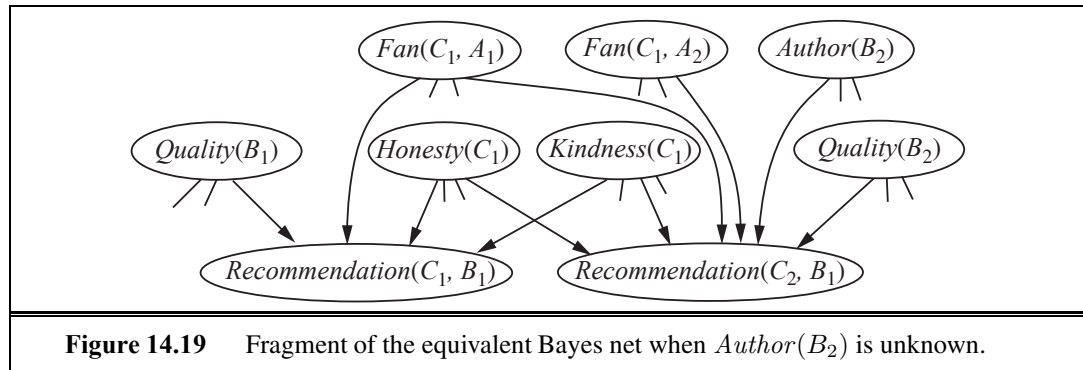 Fan(C1, A1) Fan(C1, A2) Author(B2)
Quality(B1) Honesty(C1) Kindness(C1) Quality(B2)
Recommendation(C1, B1) Recommendation(C2, B1)
Figure 14.19 Fragment of the equivalent Bayes net when Author(B2) is unknown.